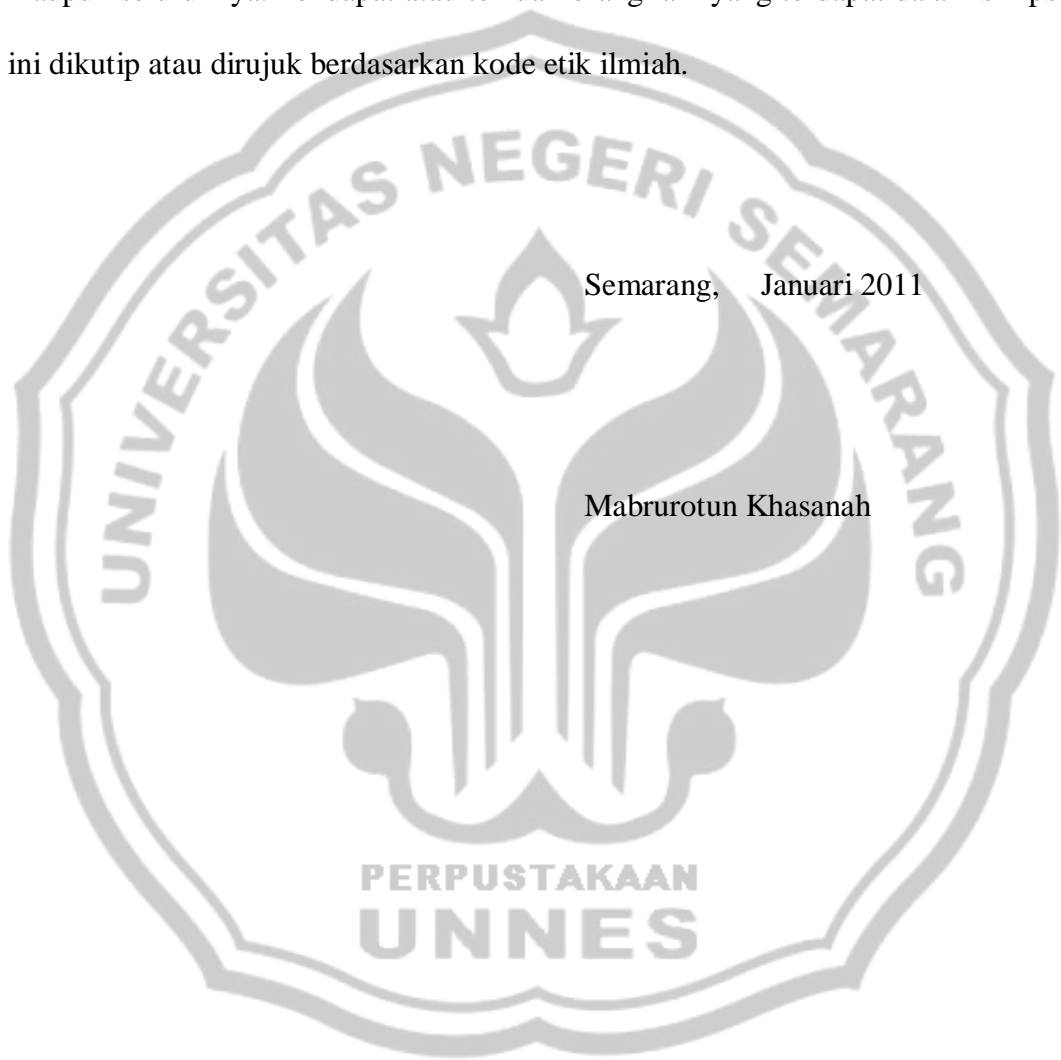 ini dikutip atau dirujuk berdasarkan kode etik ilmiah.
UNIVERSITAS NEGERI SEMARANG
Semarang, Januari 2011
Mabrurotun Khasanah
PERPUSTAKAAN
UNNES